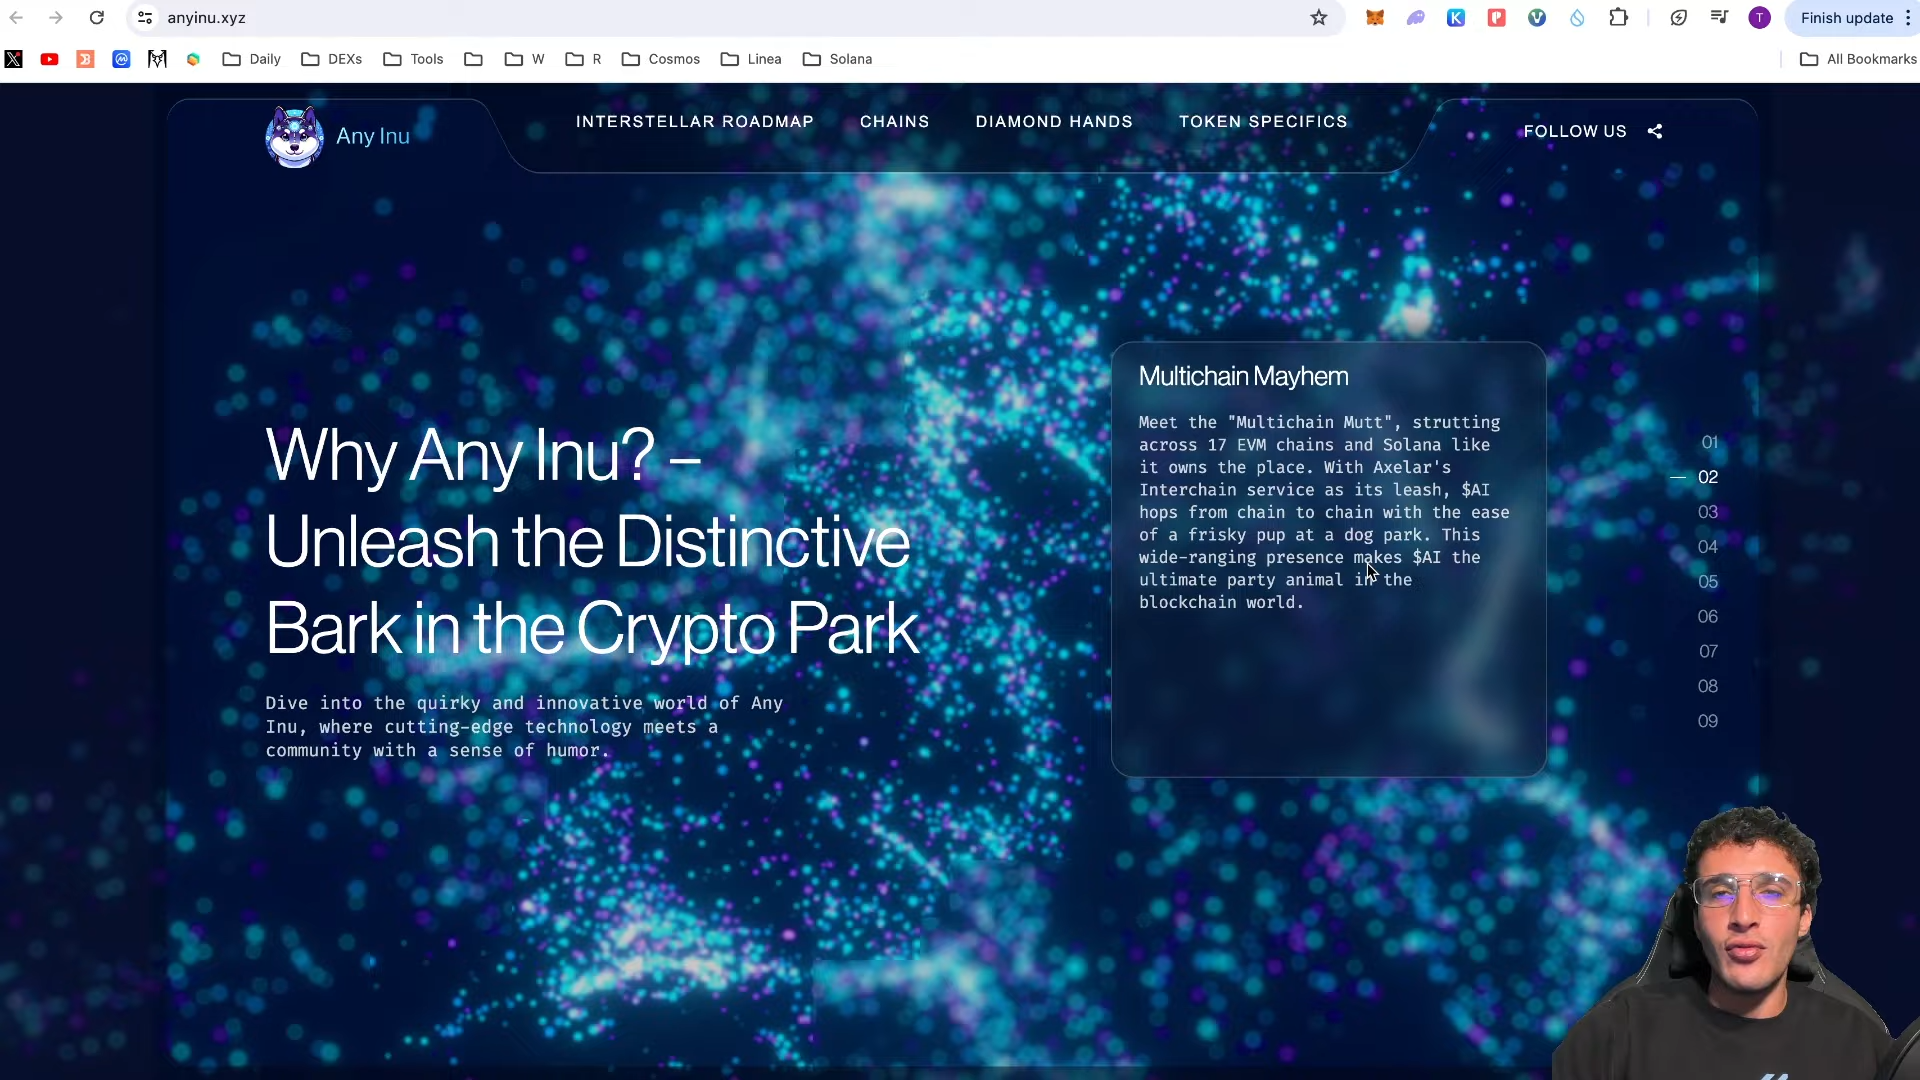 anyinu.xyz
T
Finish update
Daily
DEXs
Tools
W
R
Cosmos
Linea
Solana
All Bookmarks
Any Inu
INTERSTELLAR ROADMAP
CHAINS
DIAMOND HANDS
TOKEN SPECIFICS
FOLLOW US
Why Any Inu? –
Unleash the Distinctive
Bark in the Crypto Park
Dive into the quirky and innovative world of Any
Inu, where cutting-edge technology meets a
community with a sense of humor.
Multichain Mayhem
Meet the "Multichain Mutt", strutting
across 17 EVM chains and Solana like
it owns the place. With Axelar's
Interchain service as its leash, $AI
hops from chain to chain with the ease
of a frisky pup at a dog park. This
wide-ranging presence makes $AI the
ultimate party animal in the
blockchain world.
01
02
03
04
05
06
07
08
09